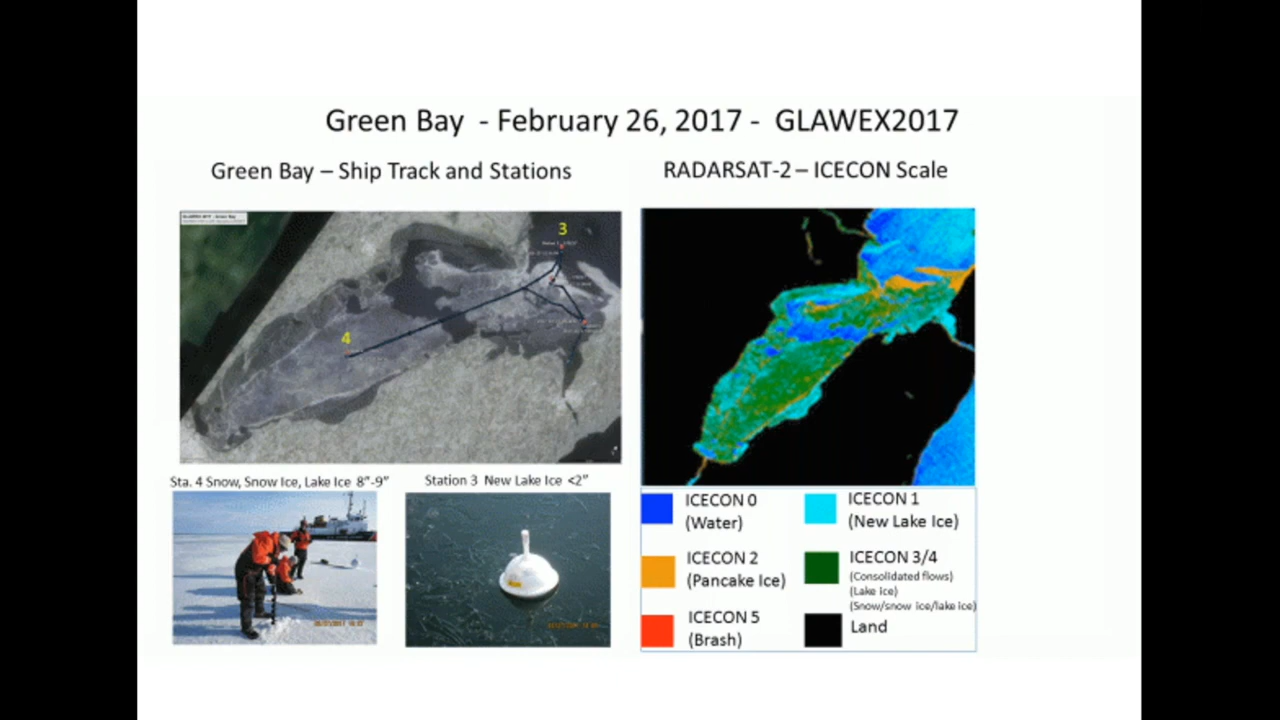 Green Bay - February 26, 2017 - GLAWEX2017
Green Bay – Ship Track and Stations
RADARSAT-2 – ICECON Scale
3
4
Sta. 4 Snow, Snow Ice, Lake Ice 8"-9"
Station 3 New Lake Ice <2"
ICECON 0
(Water)
ICECON 1
(New Lake Ice)
ICECON 2
(Pancake Ice)
ICECON 3/4
(Consolidated flows)
(Lake ice)
(Snow/snow ice/lake ice)
ICECON 5
(Brash)
Land